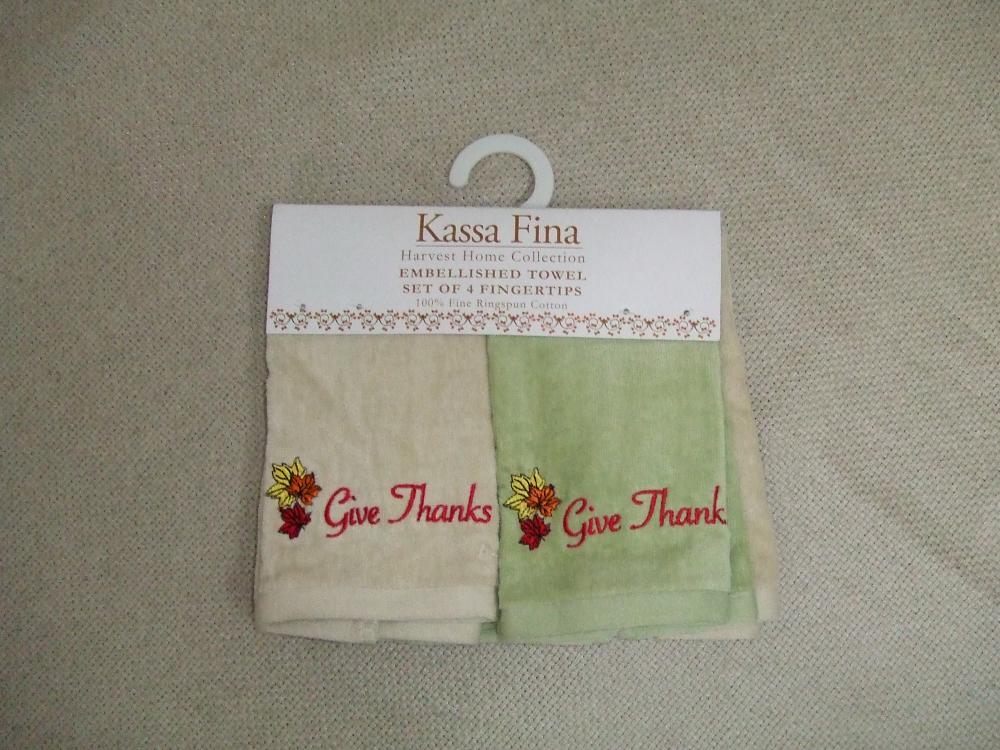 Kassa Fina
Harvest Home Collection
EMBELLISHED TOWEL
SET OF 4 FINGERTIPS
100% Fine Ringspun Cotton
Give Thanks
Give Thank